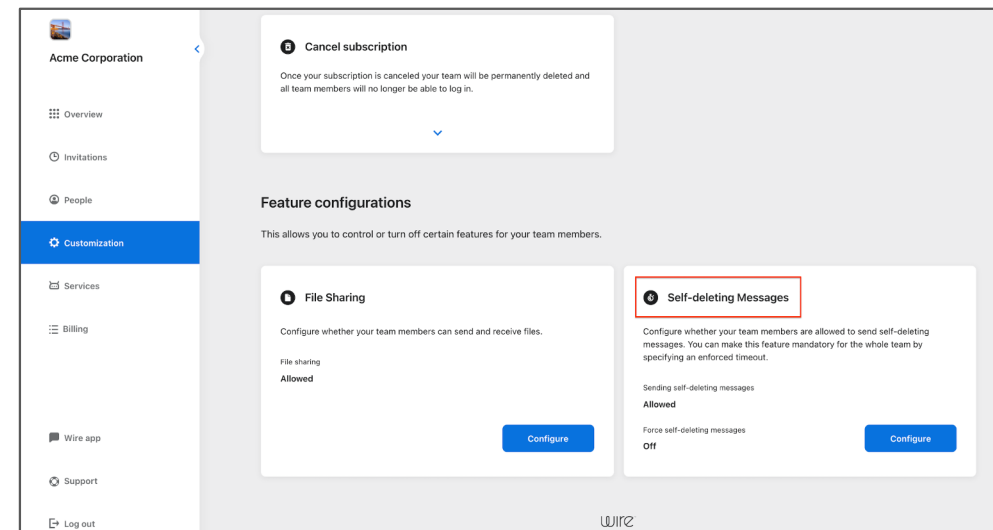 Acme Corporation
Overview
Invitations
People
Customization
Services
Billing
Wire app
Support
Log out
Cancel subscription
Once your subscription is canceled your team will be permanently deleted and
all team members will no longer be able to log in.
Feature configurations
This allows you to control or turn off certain features for your team members.
File Sharing
Configure whether your team members can send and receive files.
File sharing
Allowed
Configure
Self-deleting Messages
Configure whether your team members are allowed to send self-deleting
messages. You can make this feature mandatory for the whole team by
specifying an enforced timeout.
Sending self-deleting messages
Allowed
Force self-deleting messages
Off
Configure
wire